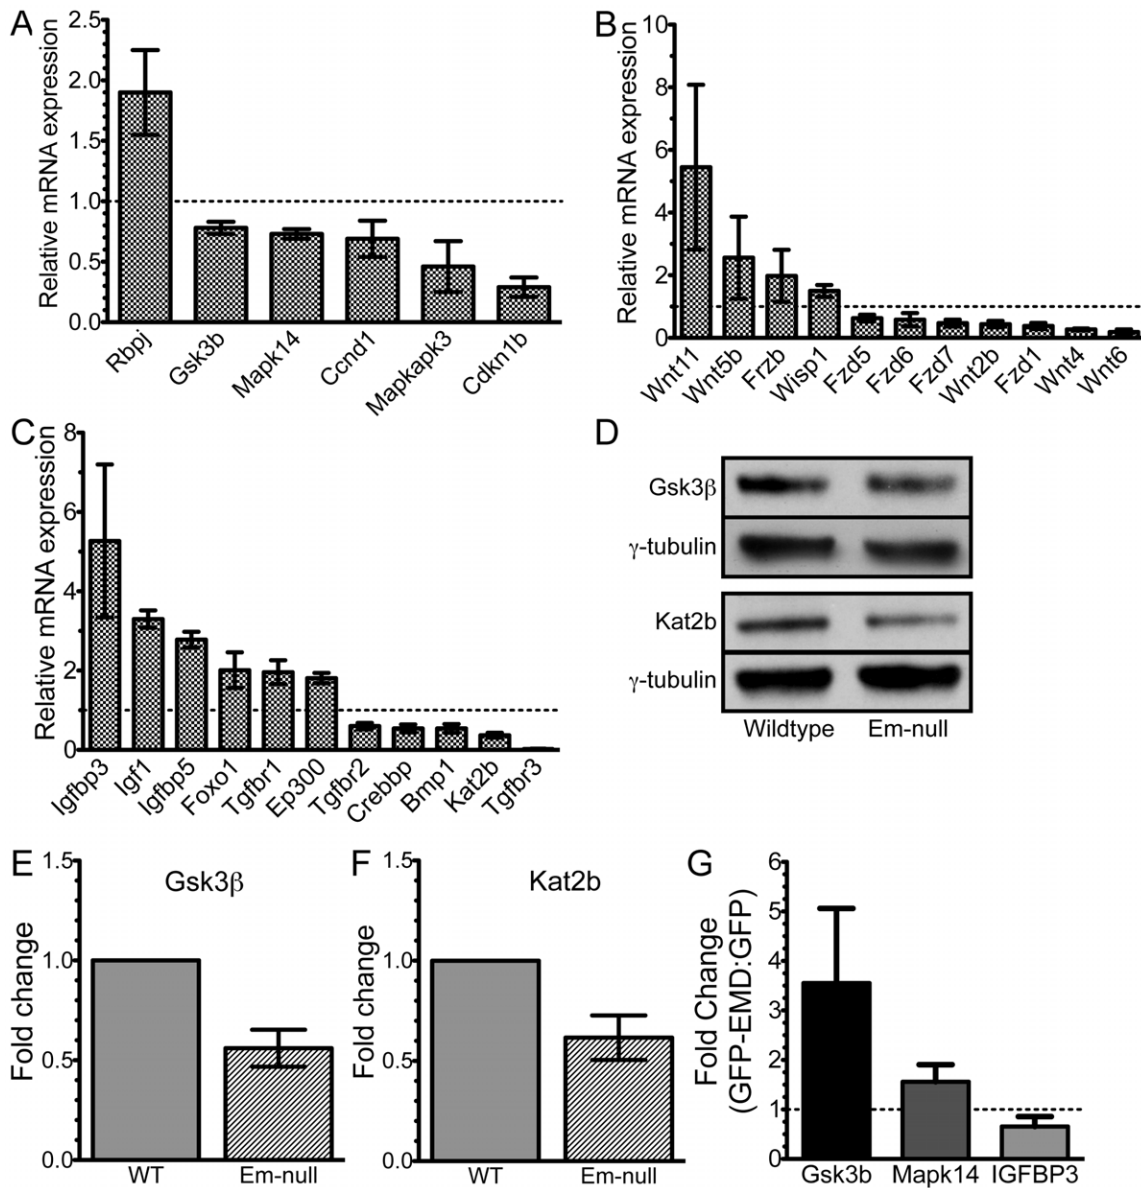 A
Relative mRNA expression
2.5
2.0
1.5
1.0
0.5
0.0
Rbpj
Gsk3b
Mapk14
Ccnd1
Mapkapk3
Cdkn1b
B
Relative mRNA expression
10
8
6
4
2
0
Wnt11
Wnt5b
Frzb
Wisp1
Fzd5
Fzd6
Fzd7
Wnt2b
Fzd1
Wnt4
Wnt6
C
Relative mRNA expression
8
6
4
2
0
Igfbp3
Igf1
Igfbp5
Foxo1
Tgfbr1
Ep300
Tgfbr2
Crebbp
Bmp1
Kat2b
Tgfbr3
D
Gsk3β
γ-tubulin
Kat2b
γ-tubulin
Wildtype Em-null
E
Gsk3β
Fold change
1.5
1.0
0.5
0.0
WT Em-null
F
Kat2b
Fold change
1.5
1.0
0.5
0.0
WT Em-null
G
Fold Change
(GFP-EMD:GFP)
6
5
4
3
2
1
0
Gsk3b Mapk14 IGFBP3